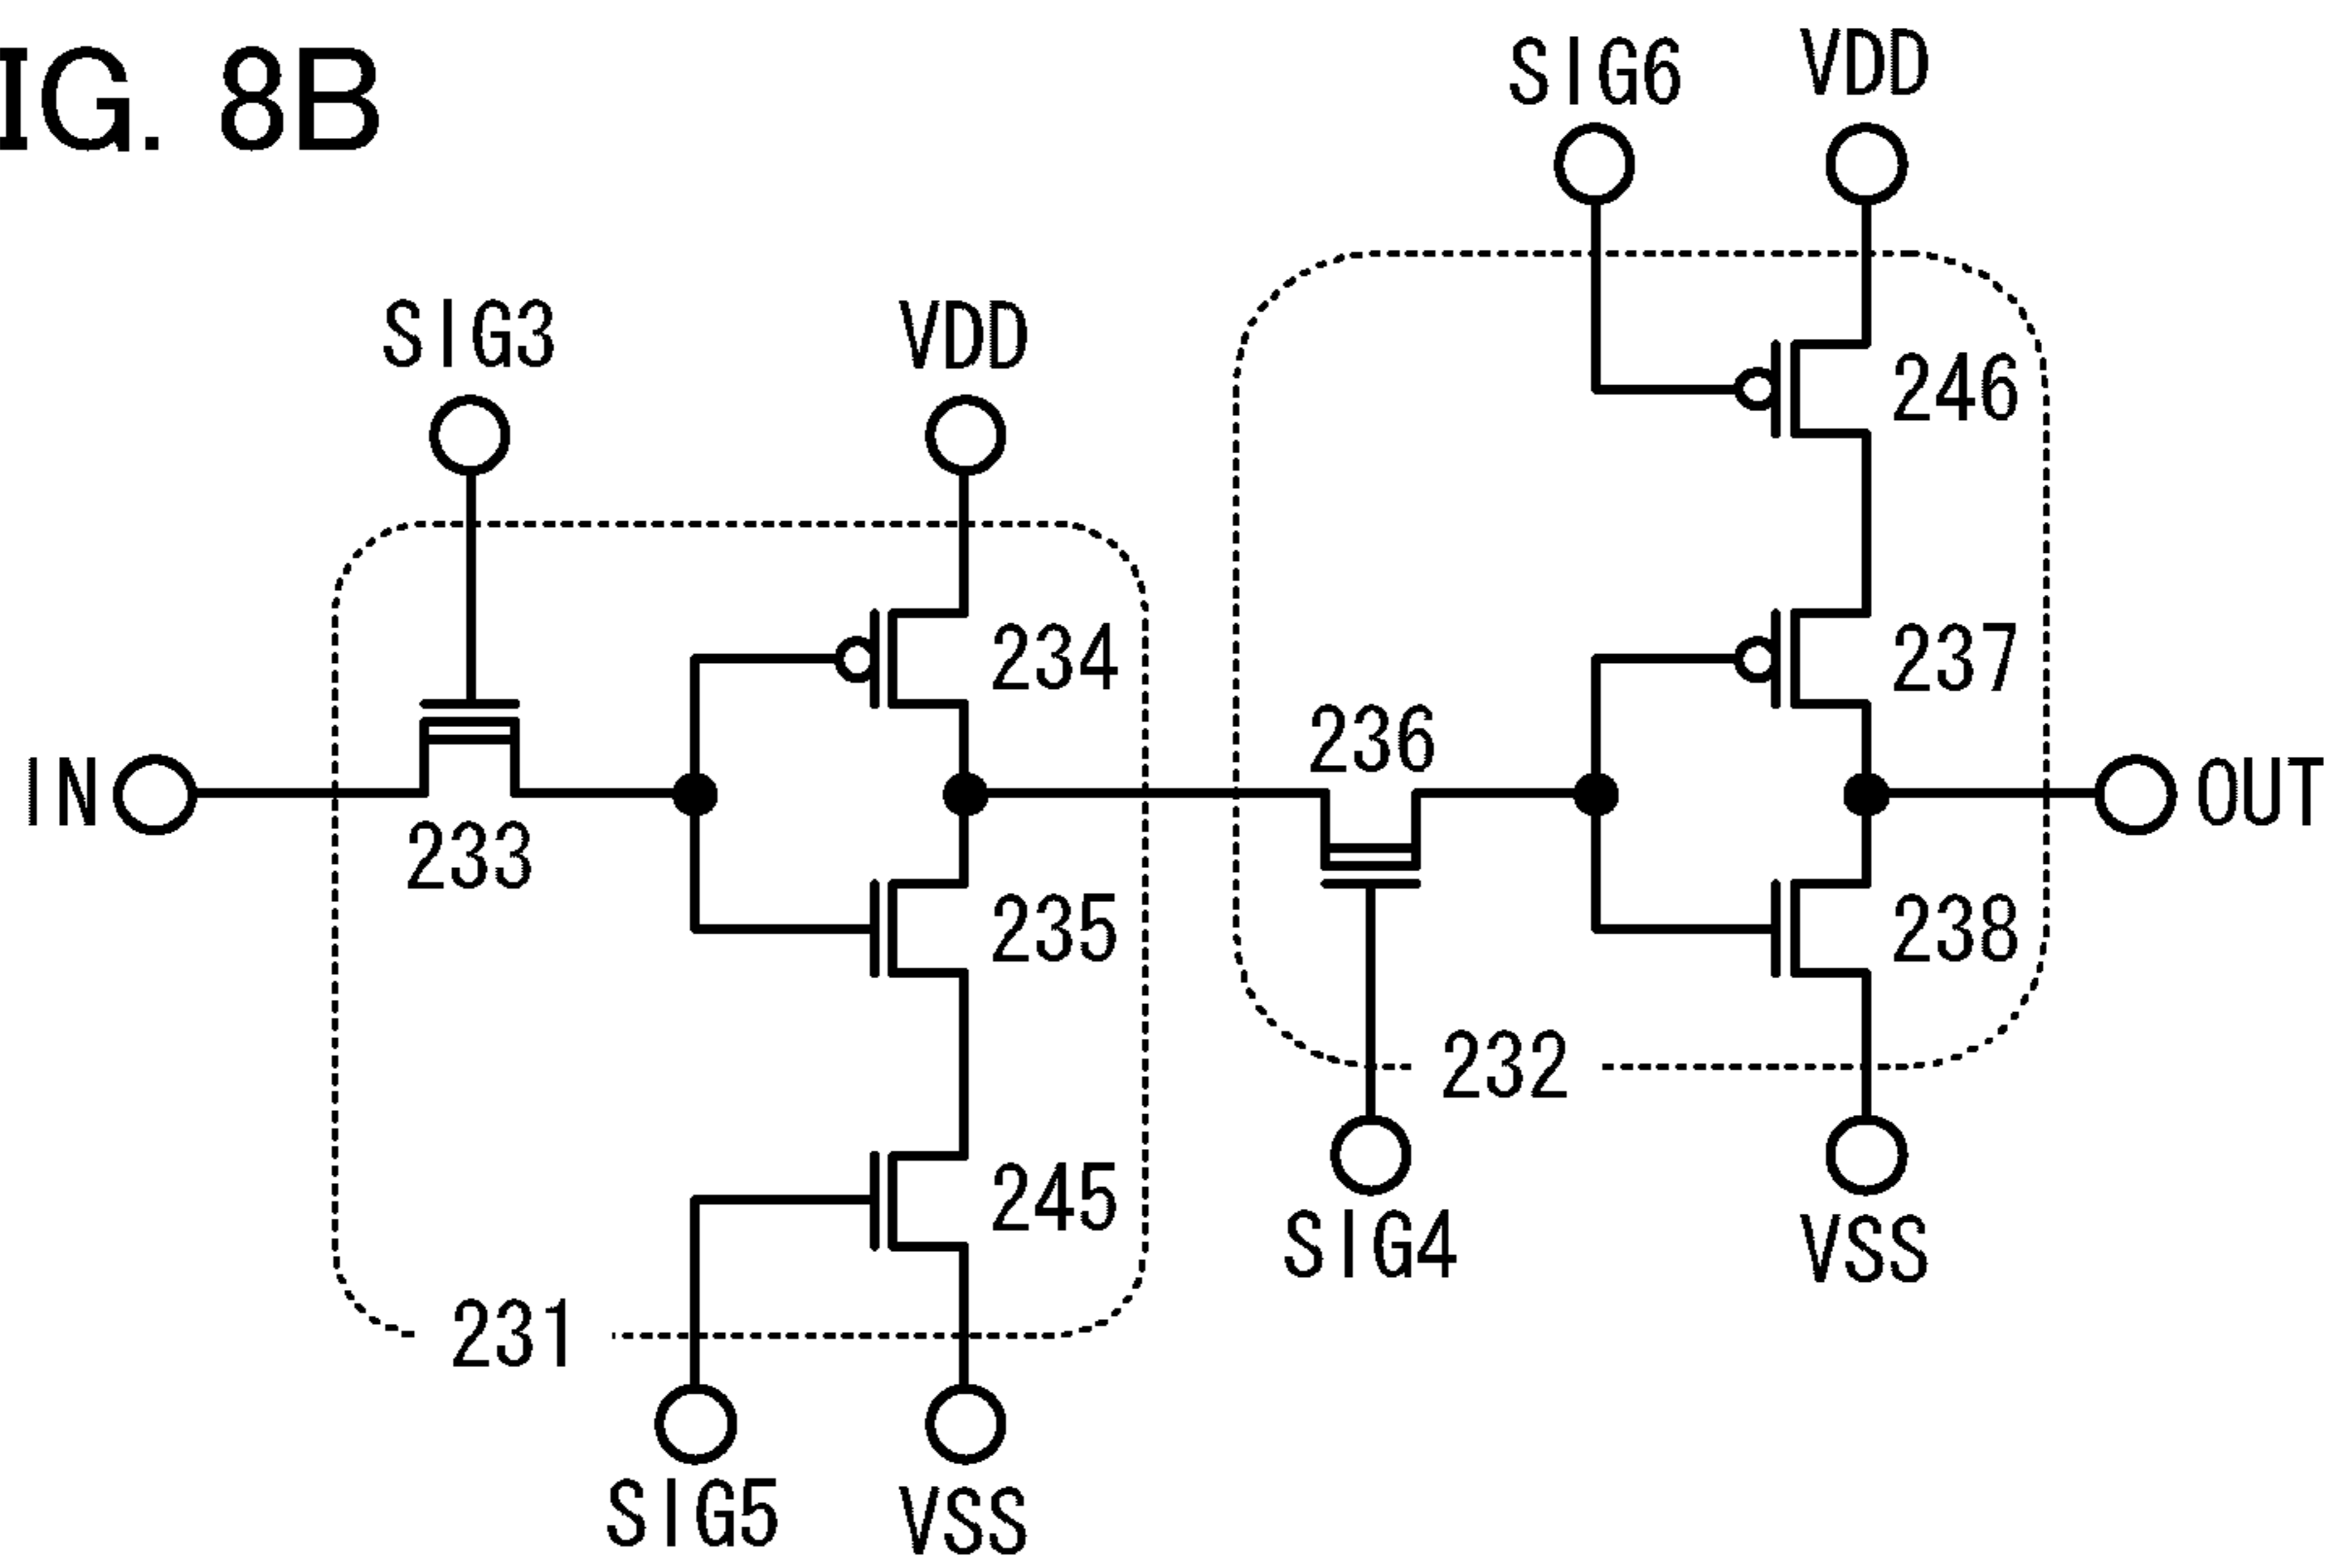 IG. 8B
SIG6
VDD
SIG3
VDD
246
234
237
236
IN
OUT
233
235
238
232
245
SIG4
VSS
231
SIG5
VSS